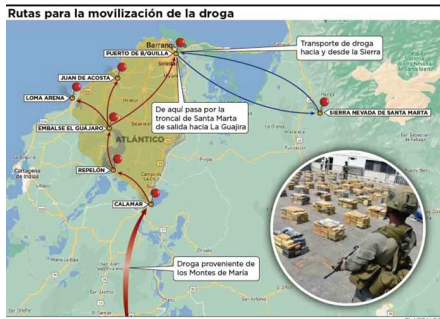 Rutas para la movilización de la droga
Barranq
PUERTO DE B/QUILLA
Soledad
Transporte de droga
hacia y desde la Sierra
JUAN DE ACOSTA
LOMA ARENA
De aquí pasa por la
troncal de Santa Marta
de salida hacia La Guajira
SIERRA NEVADA DE SANTA MARTA
EMBALSE EL GUÁJARO
ATLÁNTICO
Cartagena
de Indias
REPELÓN
CALAMAR
Droga proveniente
de los Montes de María